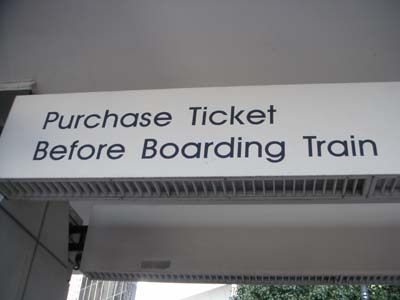 Purchase Ticket
Before Boarding Train